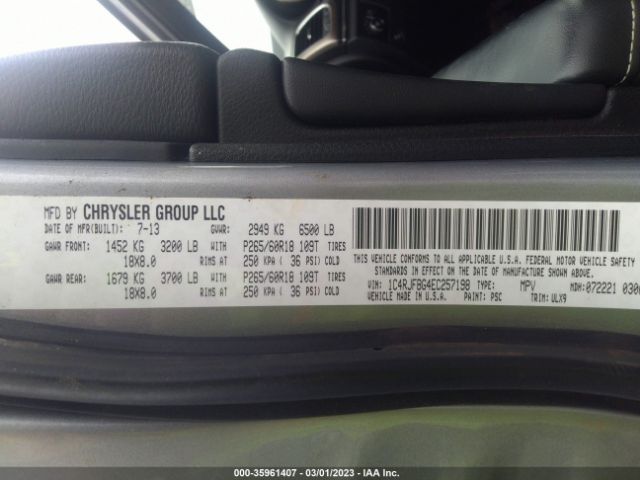 MFD BY CHRYSLER GROUP LLC
DATE OF MFR(BUILT): 7-13 GVWR: 2949 KG 6500 LB
GAWR FRONT: 1452 KG 3200 LB WITH P265/60R18 109T TIRES
18X8.0 RIMS AT 250 KPA ( 36 PSI) COLD
GAWR REAR: 1679 KG 3700 LB WITH P265/60R18 109T TIRES
18X8.0 RIMS AT 250 KPA ( 36 PSI) COLD
THIS VEHICLE CONFORMS TO ALL APPLICABLE U.S.A. FEDERAL MOTOR VEHICLE SAFETY
STANDARDS IN EFFECT ON THE DATE OF MANUFACTURE SHOWN ABOVE.
VIN: 1C4RJFBG4EC257198 TYPE: MPV MDH: 072221
VEHICLE MADE IN U.S.A. PAINT: PSC TRIM: ULX9
000-35961407 - 03/01/2023 - IAA Inc.